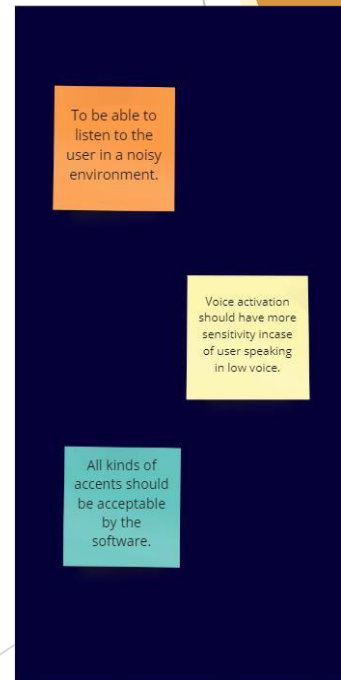 To be able to
listen to the
user in a noisy
environment.
Voice activation
should have more
sensitivity incase
of user speaking
in low voice.
All kinds of
accents should
be acceptable
by the
software.